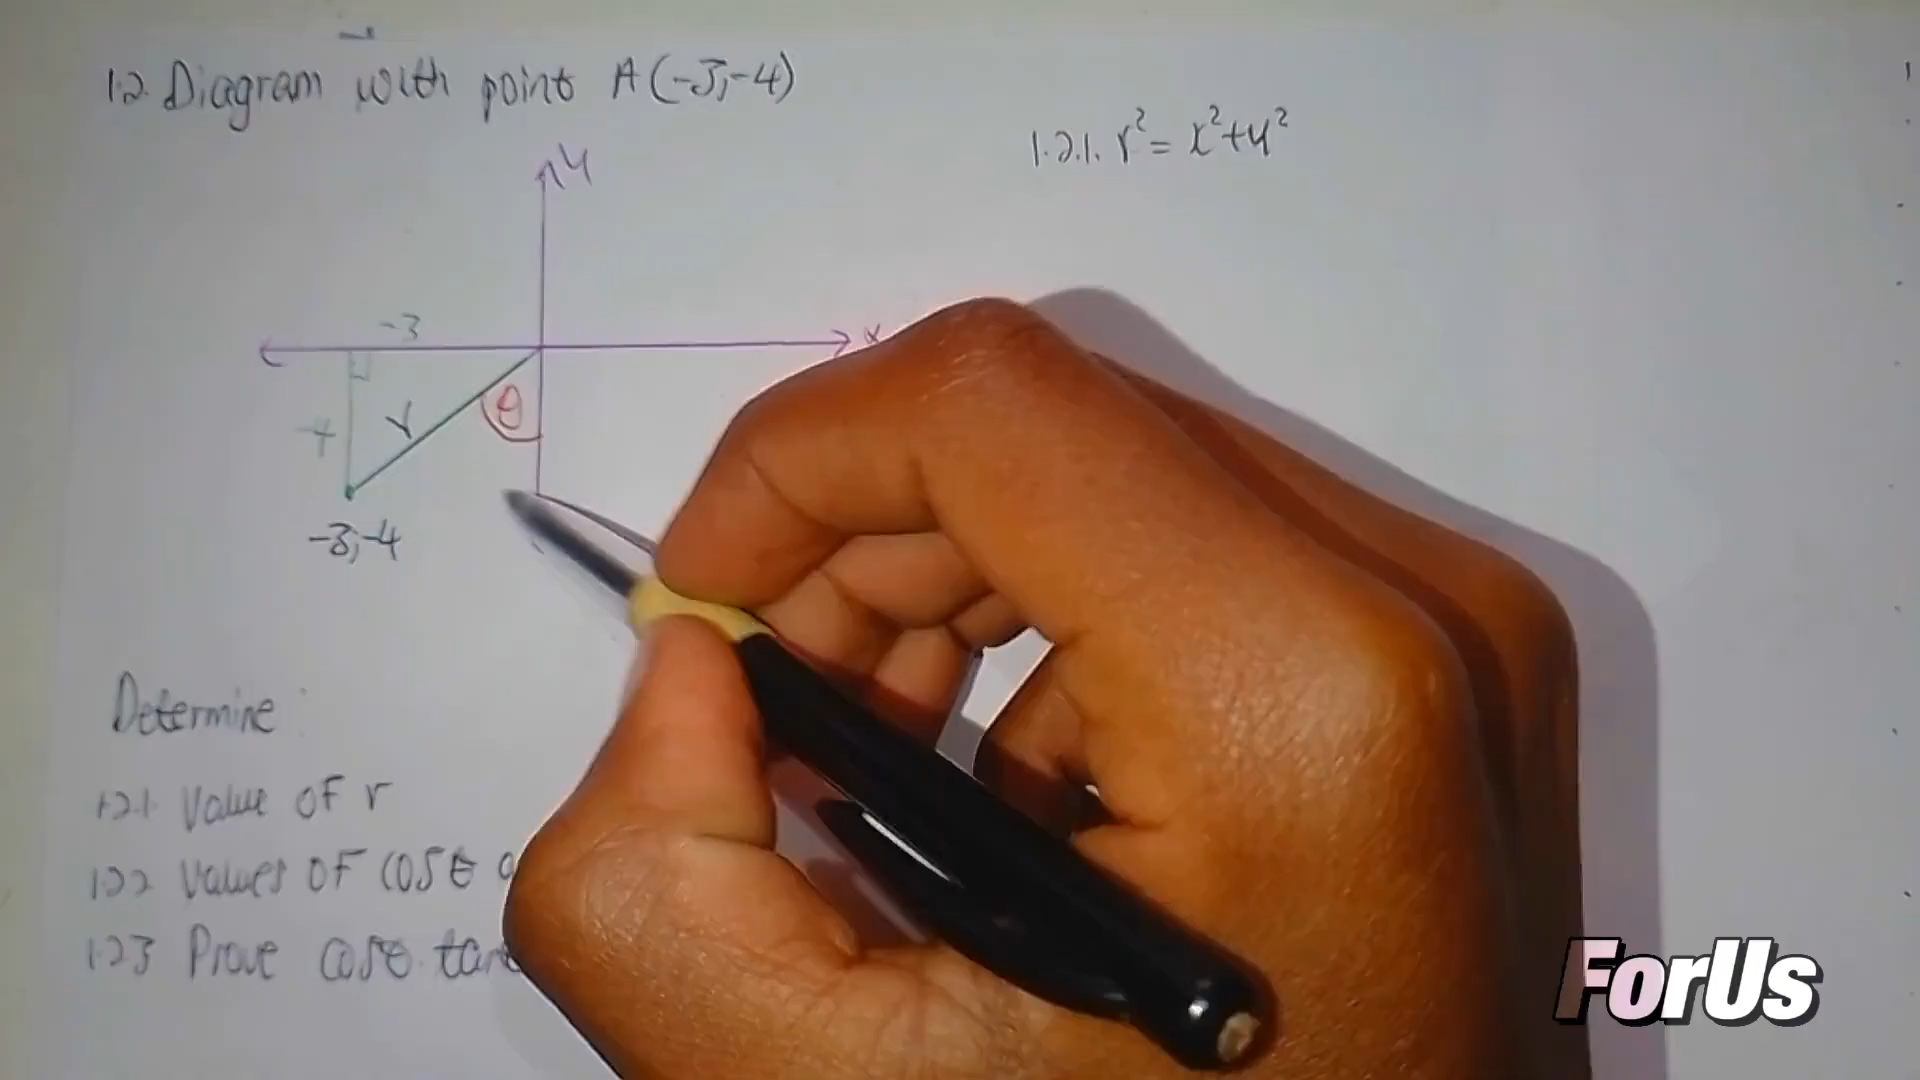 1.2. Diagram with point A(-3;-4)
1.2.1. r² = x²+y²
y
x
-3
-4
r
θ
-3;-4
Determine:
1.2.1 Value of r
1.2.2 Values of cosθ
1.2.3 Prove cosθ.
ForUs